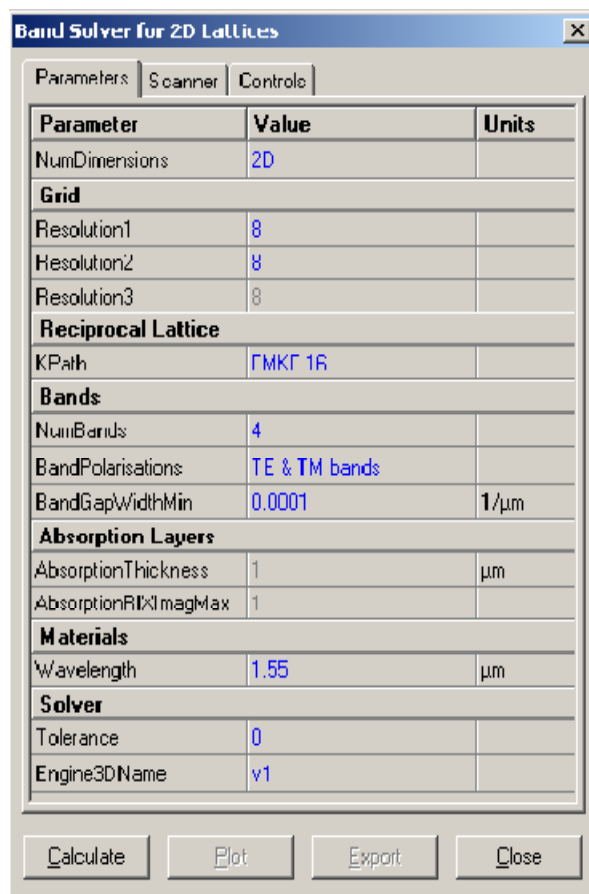 Band Solver for 2D Lattices
Parameters Scanner Controls
Parameter Value Units
NumDimensions 2D
Grid
Resolution1 8
Resolution2 8
Resolution3 8
Reciprocal Lattice
KPath ΓMKΓ 16
Bands
NumBands 4
BandPolarisations TE & TM bands
BandGapWidthMin 0.0001 1/µm
Absorption Layers
AbsorptionThickness 1 µm
AbsorptionRIXImagMax 1
Materials
Wavelength 1.55 µm
Solver
Tolerance 0
Engine3DName v1
Calculate Plot Export Close